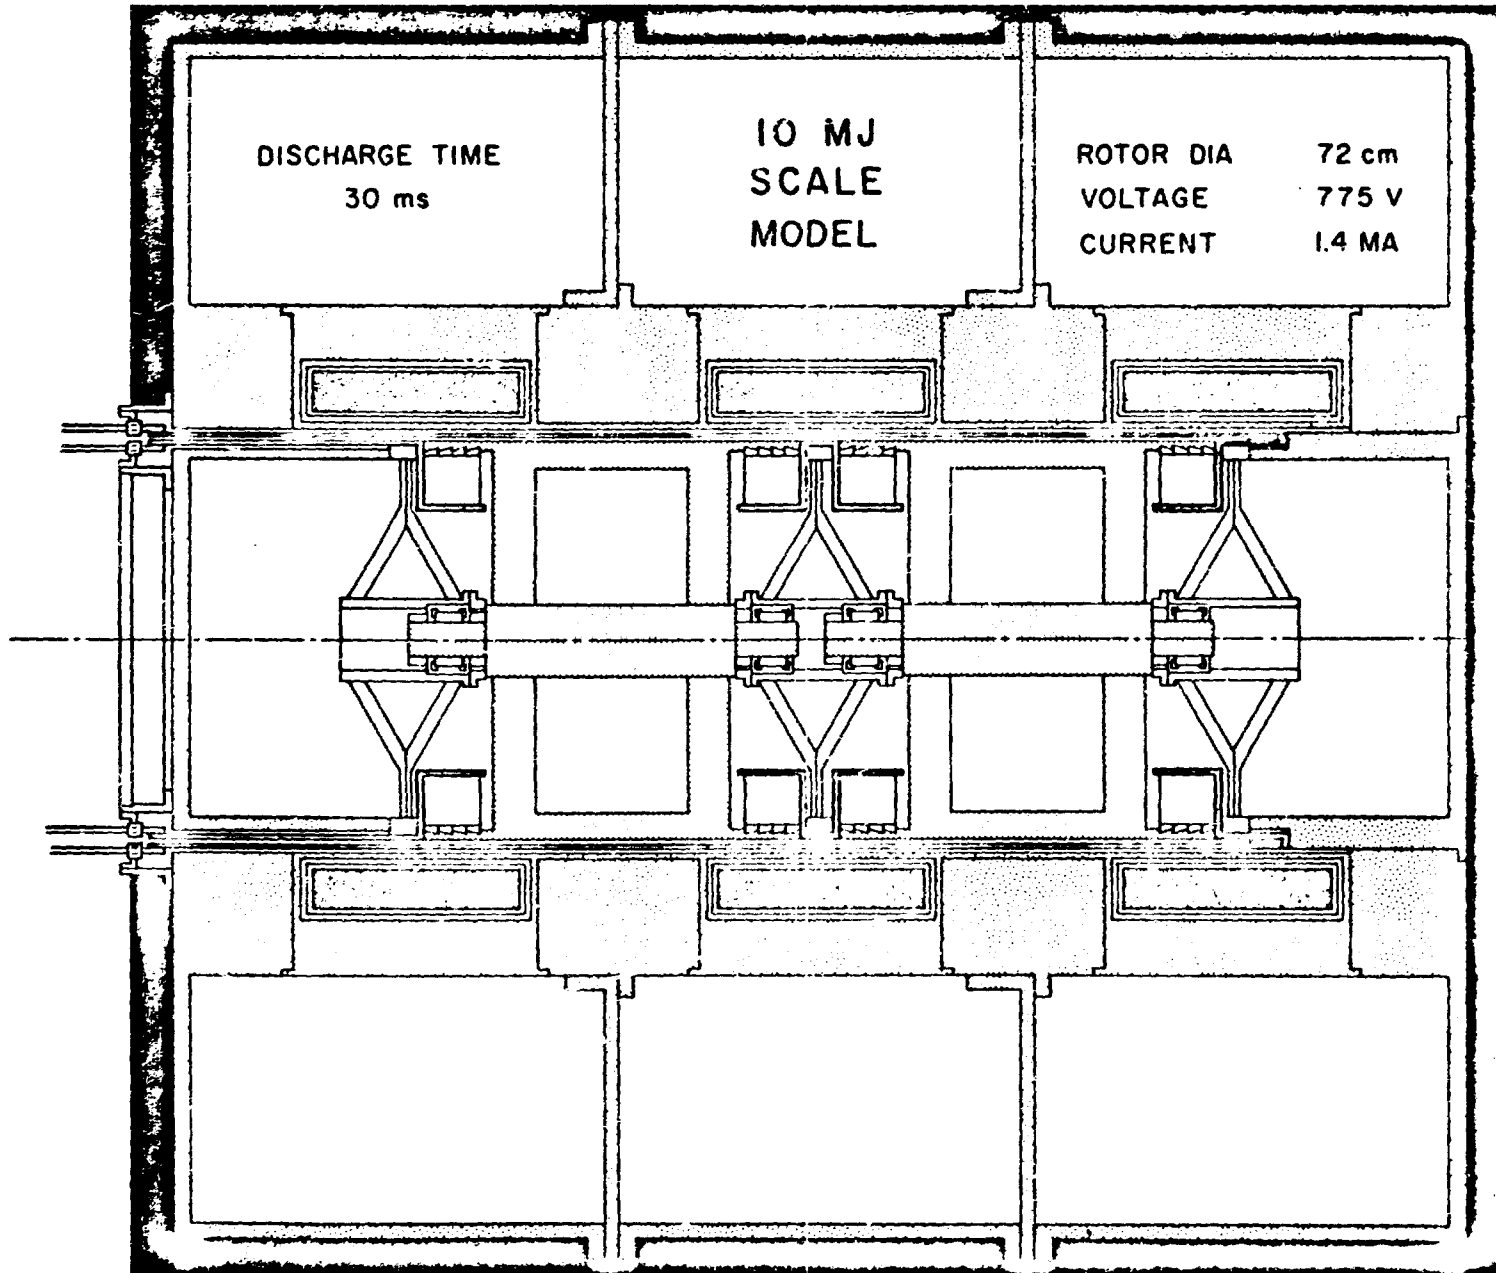 DISCHARGE TIME
30 ms
10 MJ
SCALE
MODEL
ROTOR DIA 72 cm
VOLTAGE 775 V
CURRENT 1.4 MA